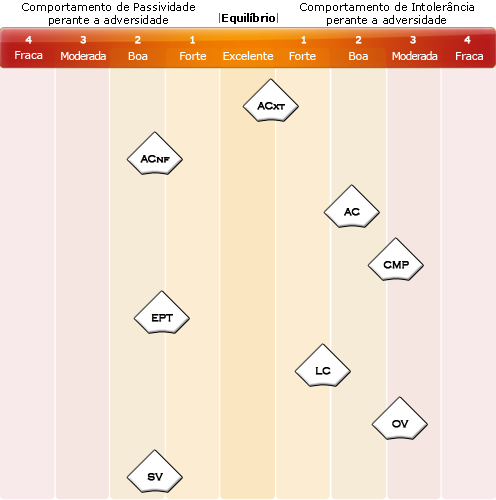 Comportamento de Passividade
perante a adversidade
|Equilíbrio|
Comportamento de Intolerância
perante a adversidade
4 3 2 1 1 2 3 4
Fraca Moderada Boa Forte Excelente Forte Boa Moderada Fraca
ACXT
ACNF
AC
CMP
EPT
LC
OV
SV